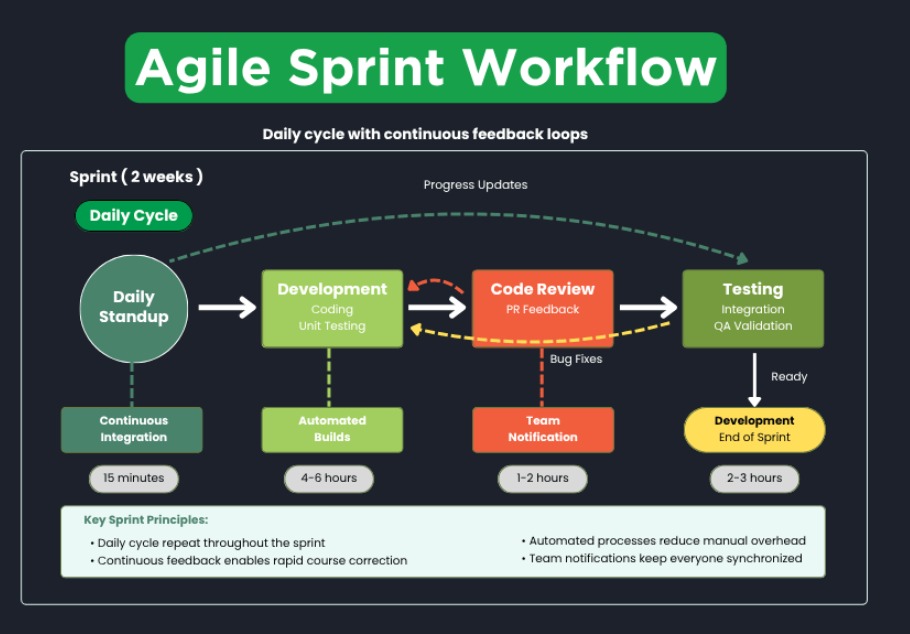 Agile Sprint Workflow
Daily cycle with continuous feedback loops
Sprint ( 2 weeks )
Progress Updates
Daily Cycle
Daily
Standup
Development
Coding
Unit Testing
Code Review
PR Feedback
Testing
Integration
QA Validation
Bug Fixes
Ready
Continuous
Integration
Automated
Builds
Team
Notification
Development
End of Sprint
15 minutes
4-6 hours
1-2 hours
2-3 hours
Key Sprint Principles:
• Daily cycle repeat throughout the sprint
• Continuous feedback enables rapid course correction
• Automated processes reduce manual overhead
• Team notifications keep everyone synchronized